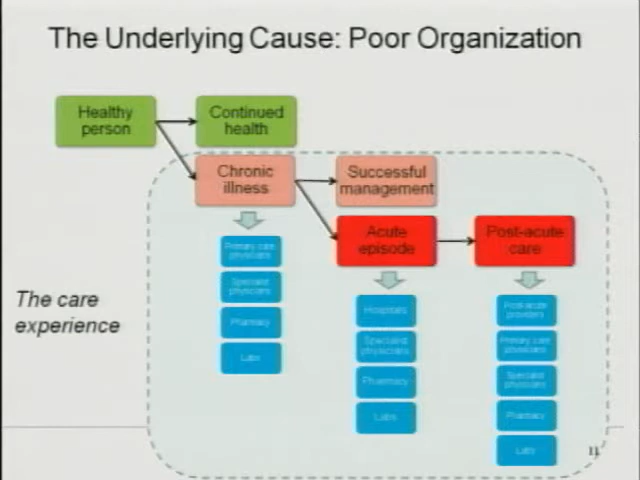 The Underlying Cause: Poor Organization
Healthy
person
Continued
health
Chronic
illness
Successful
management
Acute
episode
Post-acute
care
The care
experience
Primary care
physicians
Specialist
physicians
Pharmacy
Labs
Hospitals
Specialist
physicians
Pharmacy
Labs
Post-acute
providers
Primary care
physicians
Specialist
physicians
Pharmacy
Labs
11